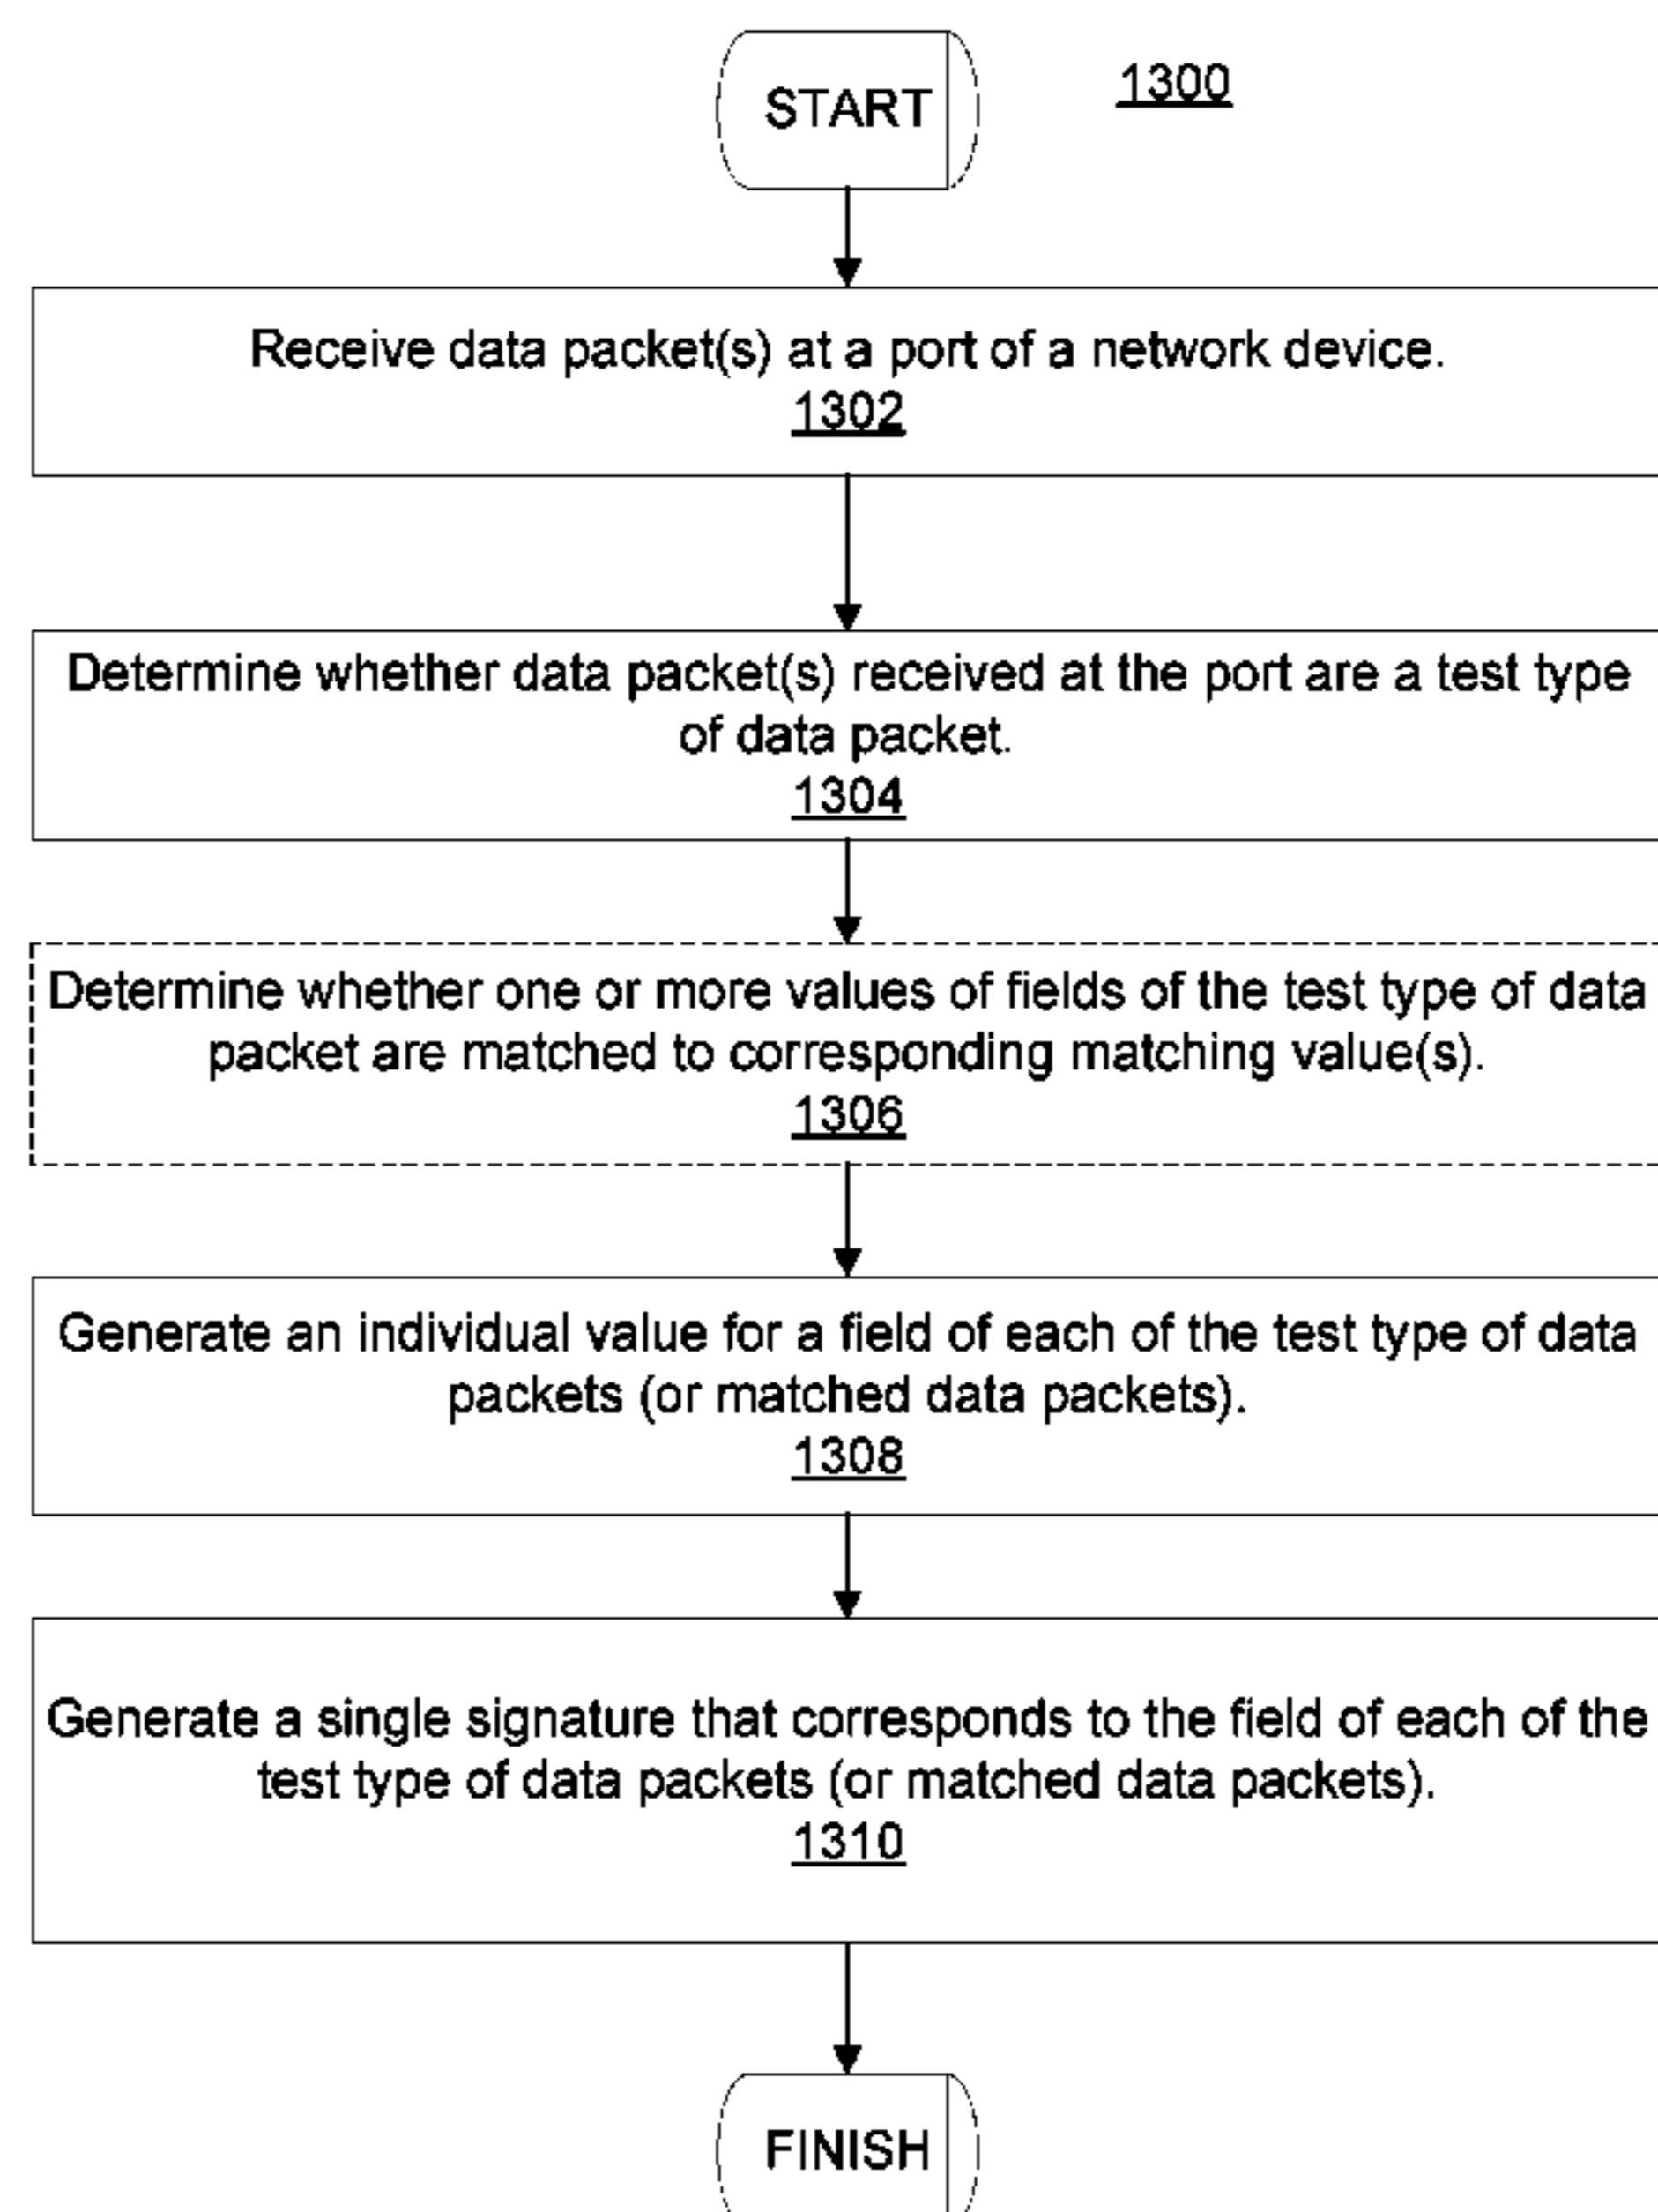 START
1300
Receive data packet(s) at a port of a network device.
1302
Determine whether data packet(s) received at the port are a test type
of data packet.
1304
Determine whether one or more values of fields of the test type of data
packet are matched to corresponding matching value(s).
1306
Generate an individual value for a field of each of the test type of data
packets (or matched data packets).
1308
Generate a single signature that corresponds to the field of each of the
test type of data packets (or matched data packets).
1310
FINISH